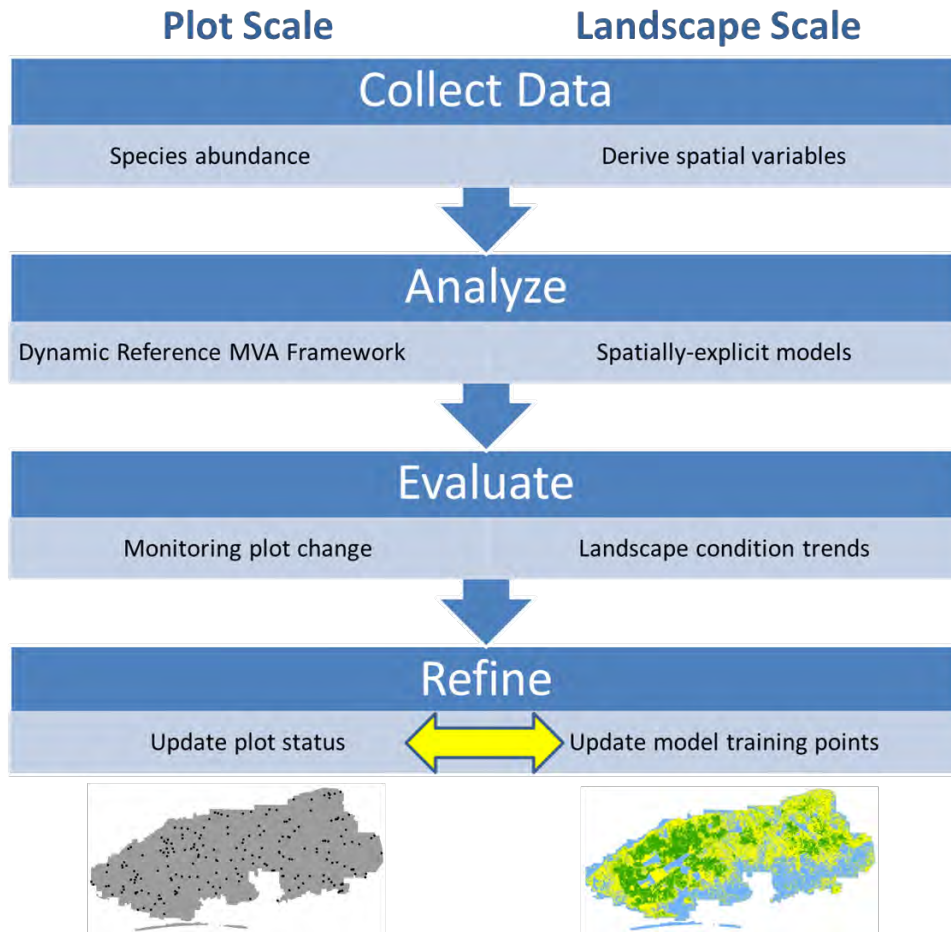 Plot Scale
Landscape Scale
Collect Data
Species abundance
Derive spatial variables
Analyze
Dynamic Reference MVA Framework
Spatially-explicit models
Evaluate
Monitoring plot change
Landscape condition trends
Refine
Update plot status
Update model training points